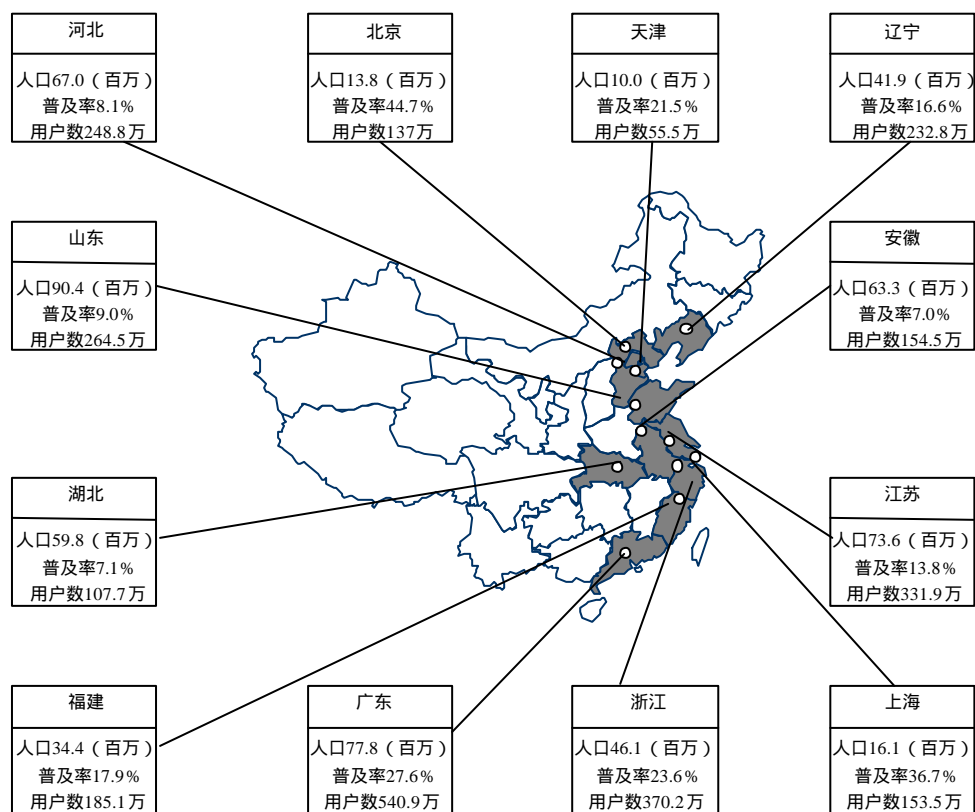 河北
人口67.0（百万）
普及率8.1%
用户数248.8万
北京
人口13.8（百万）
普及率44.7%
用户数137万
天津
人口10.0（百万）
普及率21.5%
用户数55.5万
辽宁
人口41.9（百万）
普及率16.6%
用户数232.8万
山东
人口90.4（百万）
普及率9.0%
用户数264.5万
安徽
人口63.3（百万）
普及率7.0%
用户数154.5万
湖北
人口59.8（百万）
普及率7.1%
用户数107.7万
江苏
人口73.6（百万）
普及率13.8%
用户数331.9万
福建
人口34.4（百万）
普及率17.9%
用户数185.1万
广东
人口77.8（百万）
普及率27.6%
用户数540.9万
浙江
人口46.1（百万）
普及率23.6%
用户数370.2万
上海
人口16.1（百万）
普及率36.7%
用户数153.5万